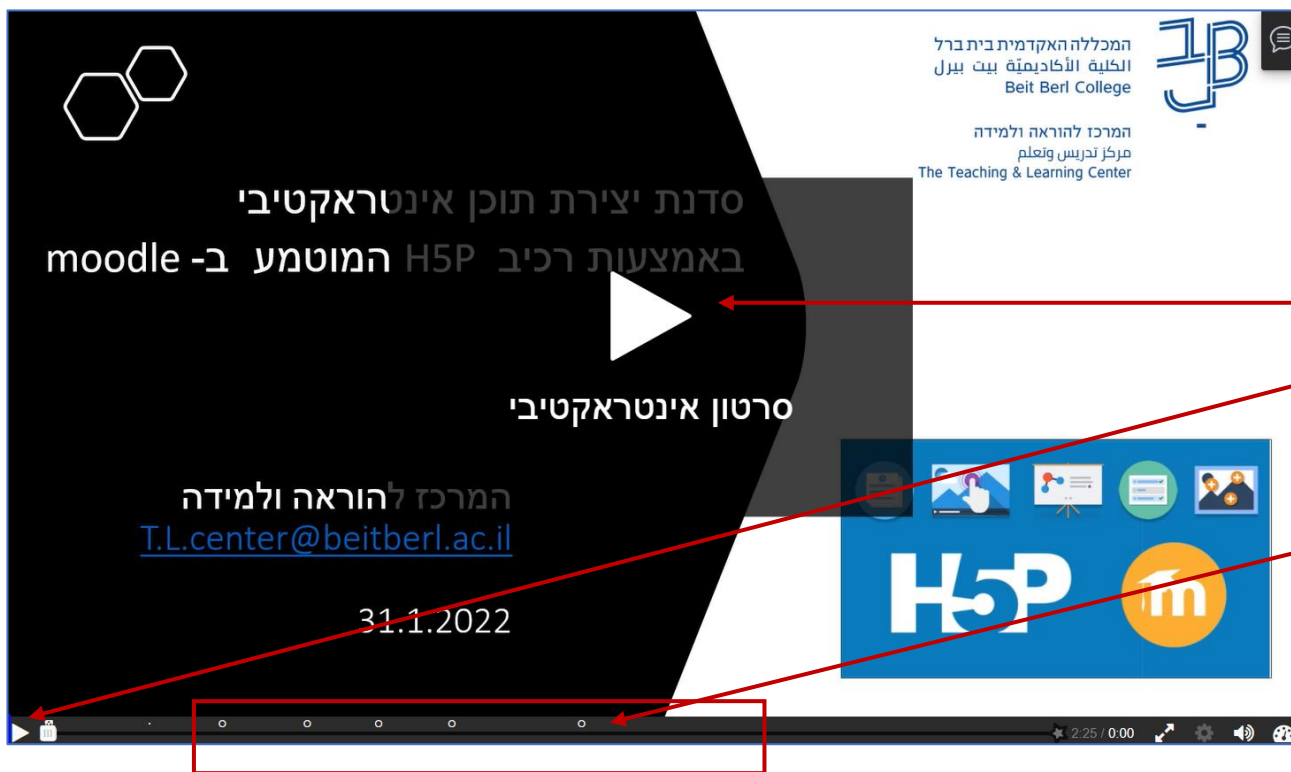 המכללה האקדמית בית ברל
الكلية الأكاديميّة بيت بيرل
Beit Berl College
המרכז להוראה ולמידה
مركز تدريس وتعلم
The Teaching & Learning Center
סדנת יצירת תוכן אינטראקטיבי
באמצעות רכיב H5P המוטמע ב- moodle
סרטון אינטראקטיבי
המרכז להוראה ולמידה
T.L.center@beitberl.ac.il
31.1.2022
H5P
m
2:25 / 0:00